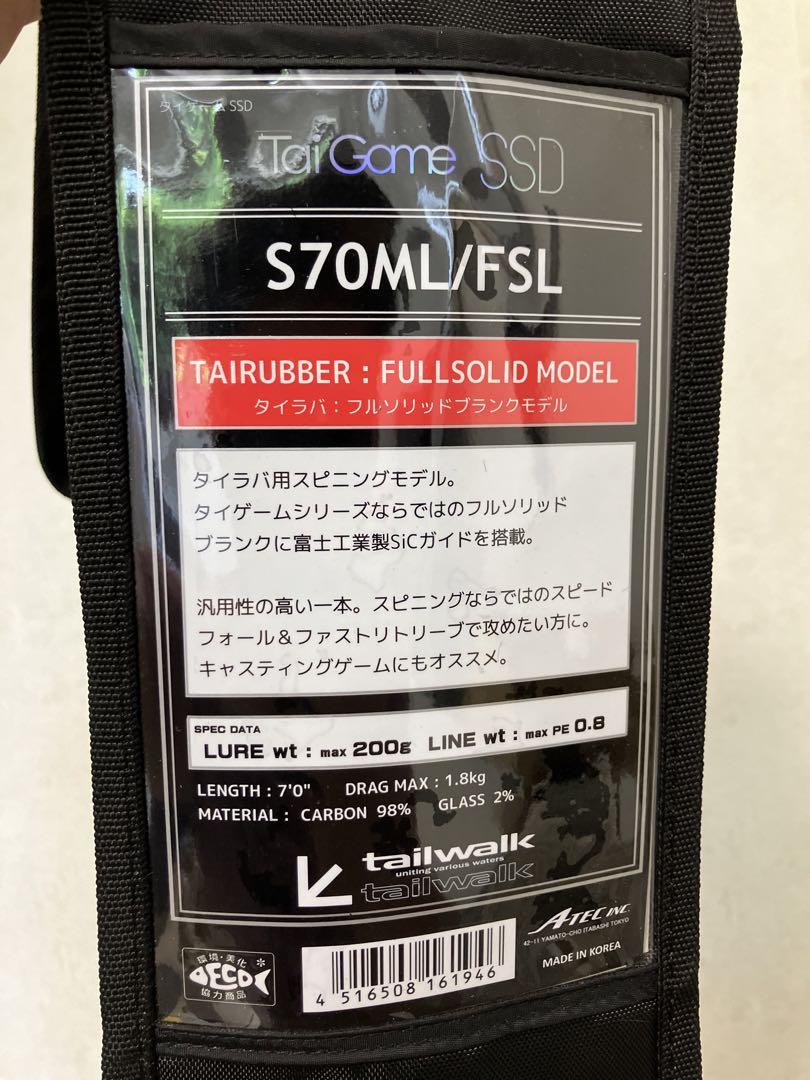 タイゲーム SSD
Tai Game SSD
S70ML/FSL
TAIRUBBER : FULLSOLID MODEL
タイラバ：フルソリッドブランクモデル
タイラバ用スピニングモデル。
タイゲームシリーズならではのフルソリッド
ブランクに富士工業製SiCガイドを搭載。
汎用性の高い一本。スピニングならではのスピード
フォール＆ファストリトリーブで攻めたい方に。
キャスティングゲームにもオススメ。
SPEC DATA
LURE wt : max 200g LINE wt : max PE 0.8
LENGTH : 7'0" DRAG MAX : 1.8kg
MATERIAL : CARBON 98% GLASS 2%
tailwalk
uniting various waters
tailwalk
A-TEC INC.
42-11 YAMATO-CHO ITABASHI TOKYO
MADE IN KOREA
環境・美化
DECO
協力商品
4 516508 161946